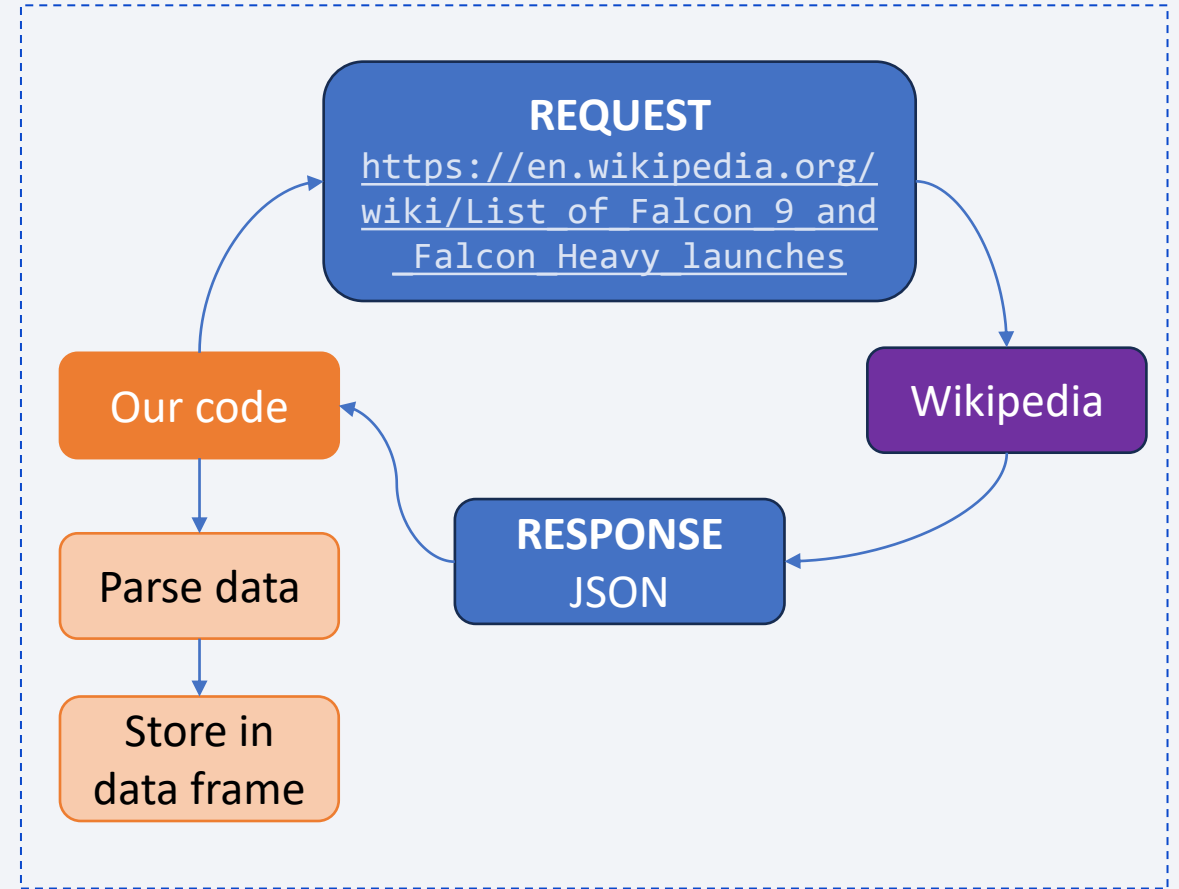 REQUEST
https://en.wikipedia.org/
wiki/List_of_Falcon_9_and
_Falcon_Heavy_launches
Our code
Wikipedia
RESPONSE
JSON
Parse data
Store in
data frame